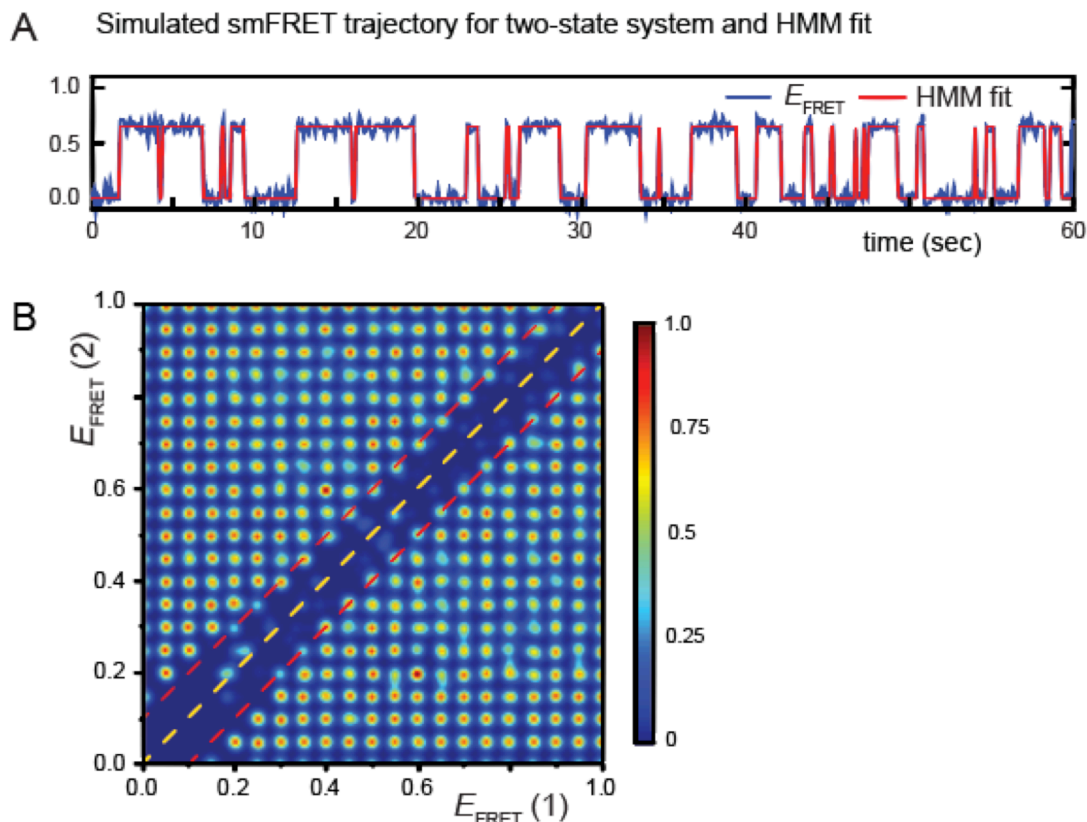 A Simulated smFRET trajectory for two-state system and HMM fit
1.0
0.5
0.0
E_FRET HMM fit
0 10 20 30 40 50 60
time (sec)
B
E_FRET (2)
1.0
0.8
0.6
0.4
0.2
0.0
0.0 0.2 0.4 0.6 0.8 1.0
E_FRET (1)
1.0
0.75
0.5
0.25
0